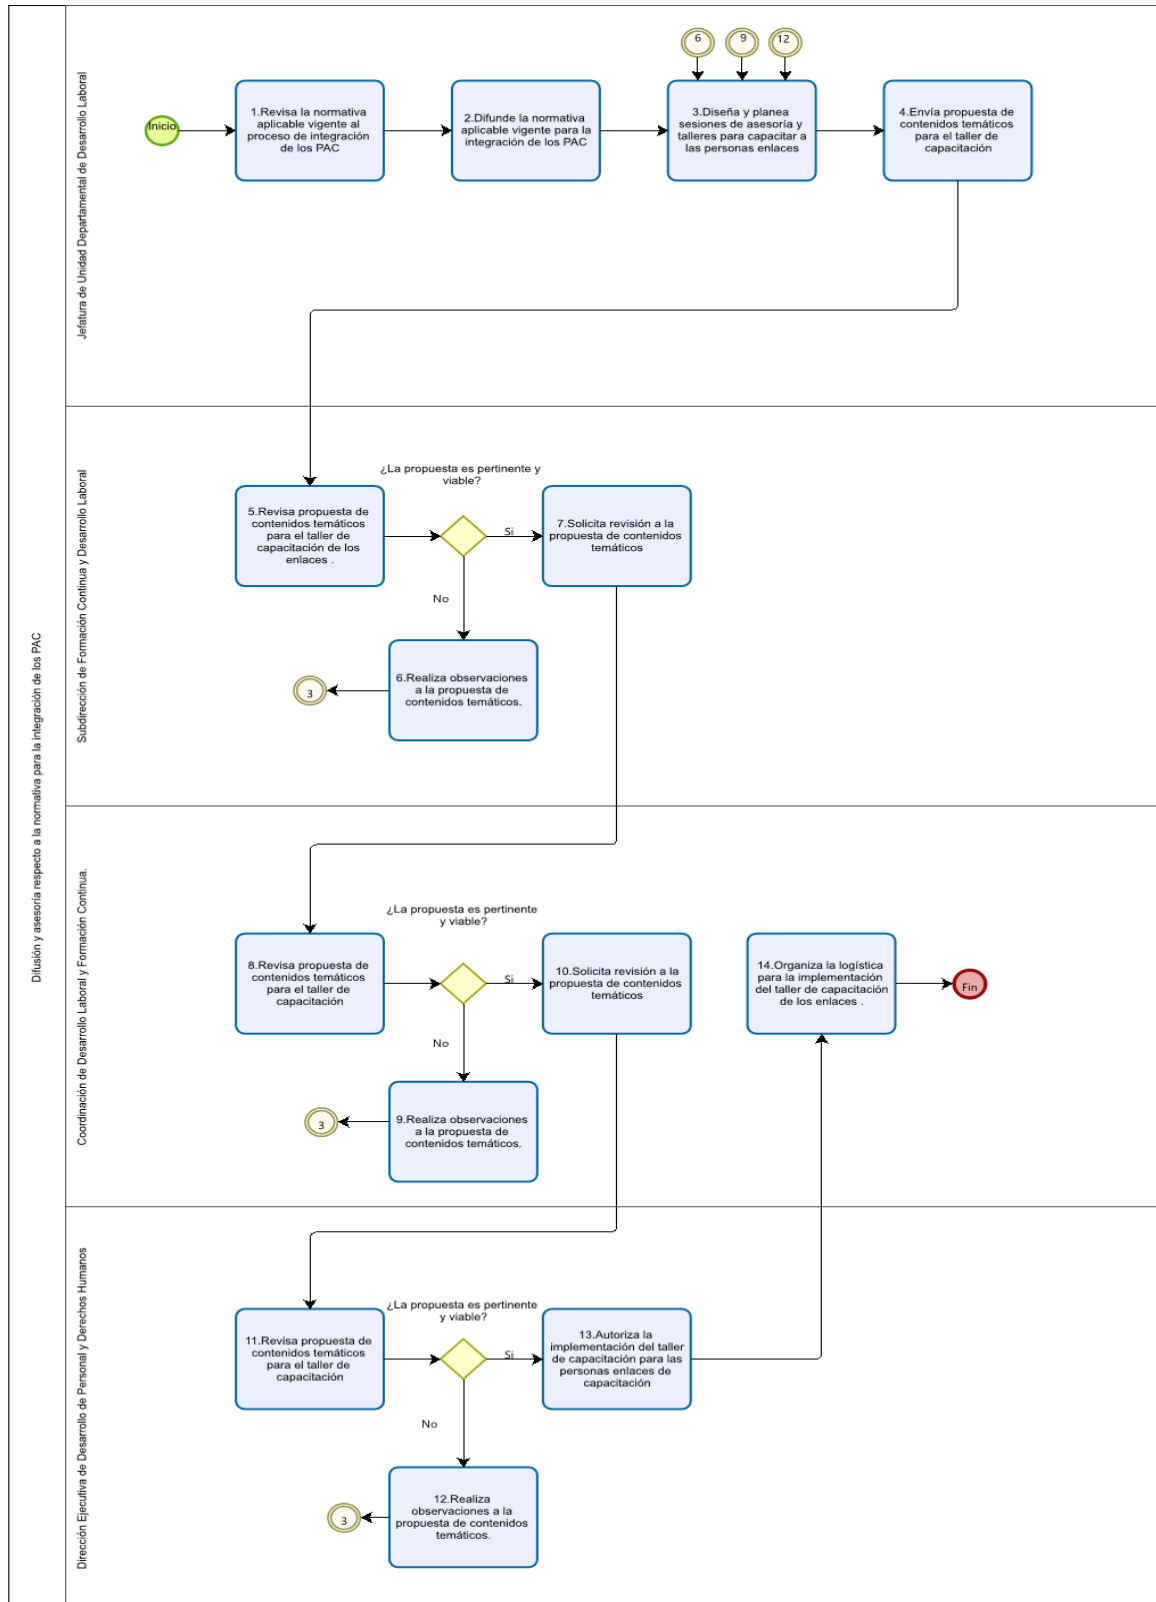 Difusión y asesoría respecto a la normativa para la integración de los PAC
Jefatura de Unidad Departamental de Desarrollo Laboral
Inicio
1.Revisa la normativa
aplicable vigente al
proceso de integración
de los PAC
2.Difunde la normativa
aplicable vigente para la
integración de los PAC
6
9
12
3.Diseña y planea
sesiones de asesoría y
talleres para capacitar a
las personas enlaces
4.Envía propuesta de
contenidos temáticos
para el taller de
capacitación
Subdirección de Formación Continua y Desarrollo Laboral
5.Revisa propuesta de
contenidos temáticos
para el taller de
capacitación de los
enlaces .
¿La propuesta es pertinente y
viable?
Si
No
7.Solicita revisión a la
propuesta de contenidos
temáticos
6.Realiza observaciones
a la propuesta de
contenidos temáticos.
3
Coordinación de Desarrollo Laboral y Formación Continua.
8.Revisa propuesta de
contenidos temáticos
para el taller de
capacitación
¿La propuesta es pertinente
y viable?
Si
No
10.Solicita revisión a la
propuesta de contenidos
temáticos
9.Realiza observaciones
a la propuesta de
contenidos temáticos.
3
14.Organiza la logística
para la implementación
del taller de capacitación
de los enlaces .
Fin
Dirección Ejecutiva de Desarrollo de Personal y Derechos Humanos
11.Revisa propuesta de
contenidos temáticos
para el taller de
capacitación
¿La propuesta es pertinente
y viable?
Si
No
13.Autoriza la
implementación del taller
de capacitación para las
personas enlaces de
capacitación
12.Realiza
observaciones a la
propuesta de contenidos
temáticos.
3